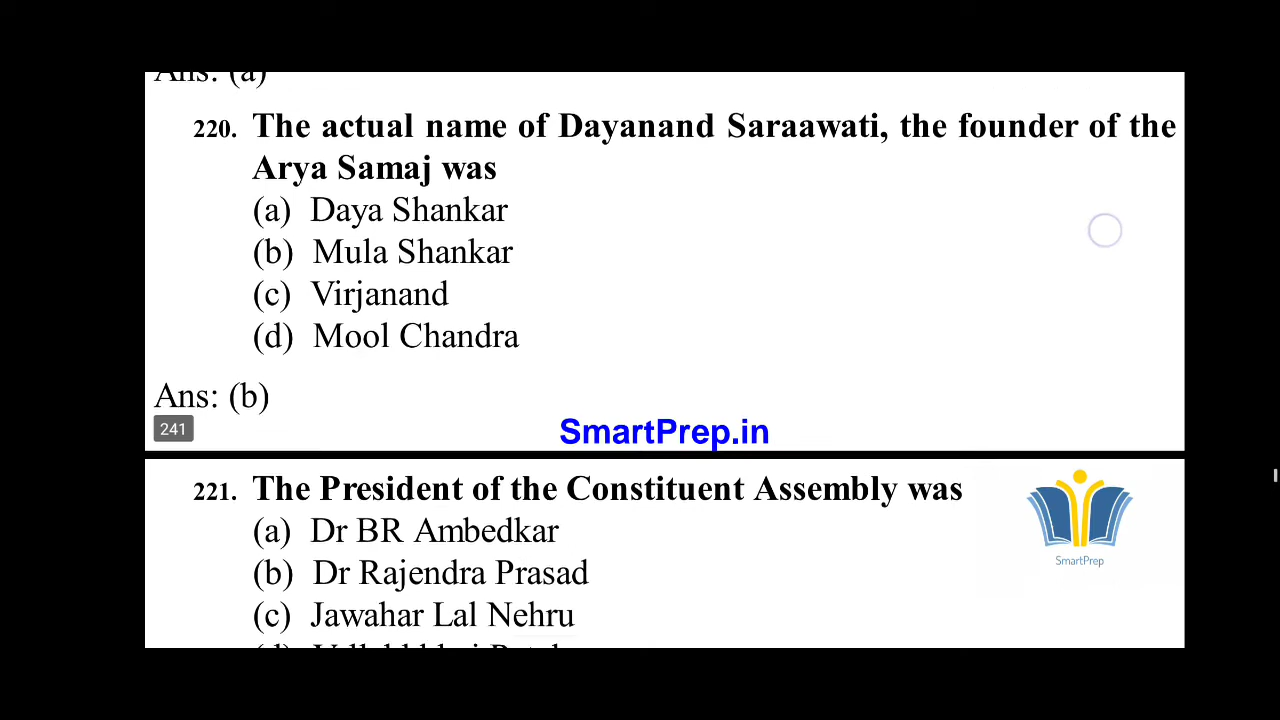 Ans: (a)
220. The actual name of Dayanand Saraawati, the founder of the
Arya Samaj was
(a) Daya Shankar
(b) Mula Shankar
(c) Virjanand
(d) Mool Chandra
Ans: (b)
241
SmartPrep.in
221. The President of the Constituent Assembly was
(a) Dr BR Ambedkar
(b) Dr Rajendra Prasad
(c) Jawahar Lal Nehru
SmartPrep